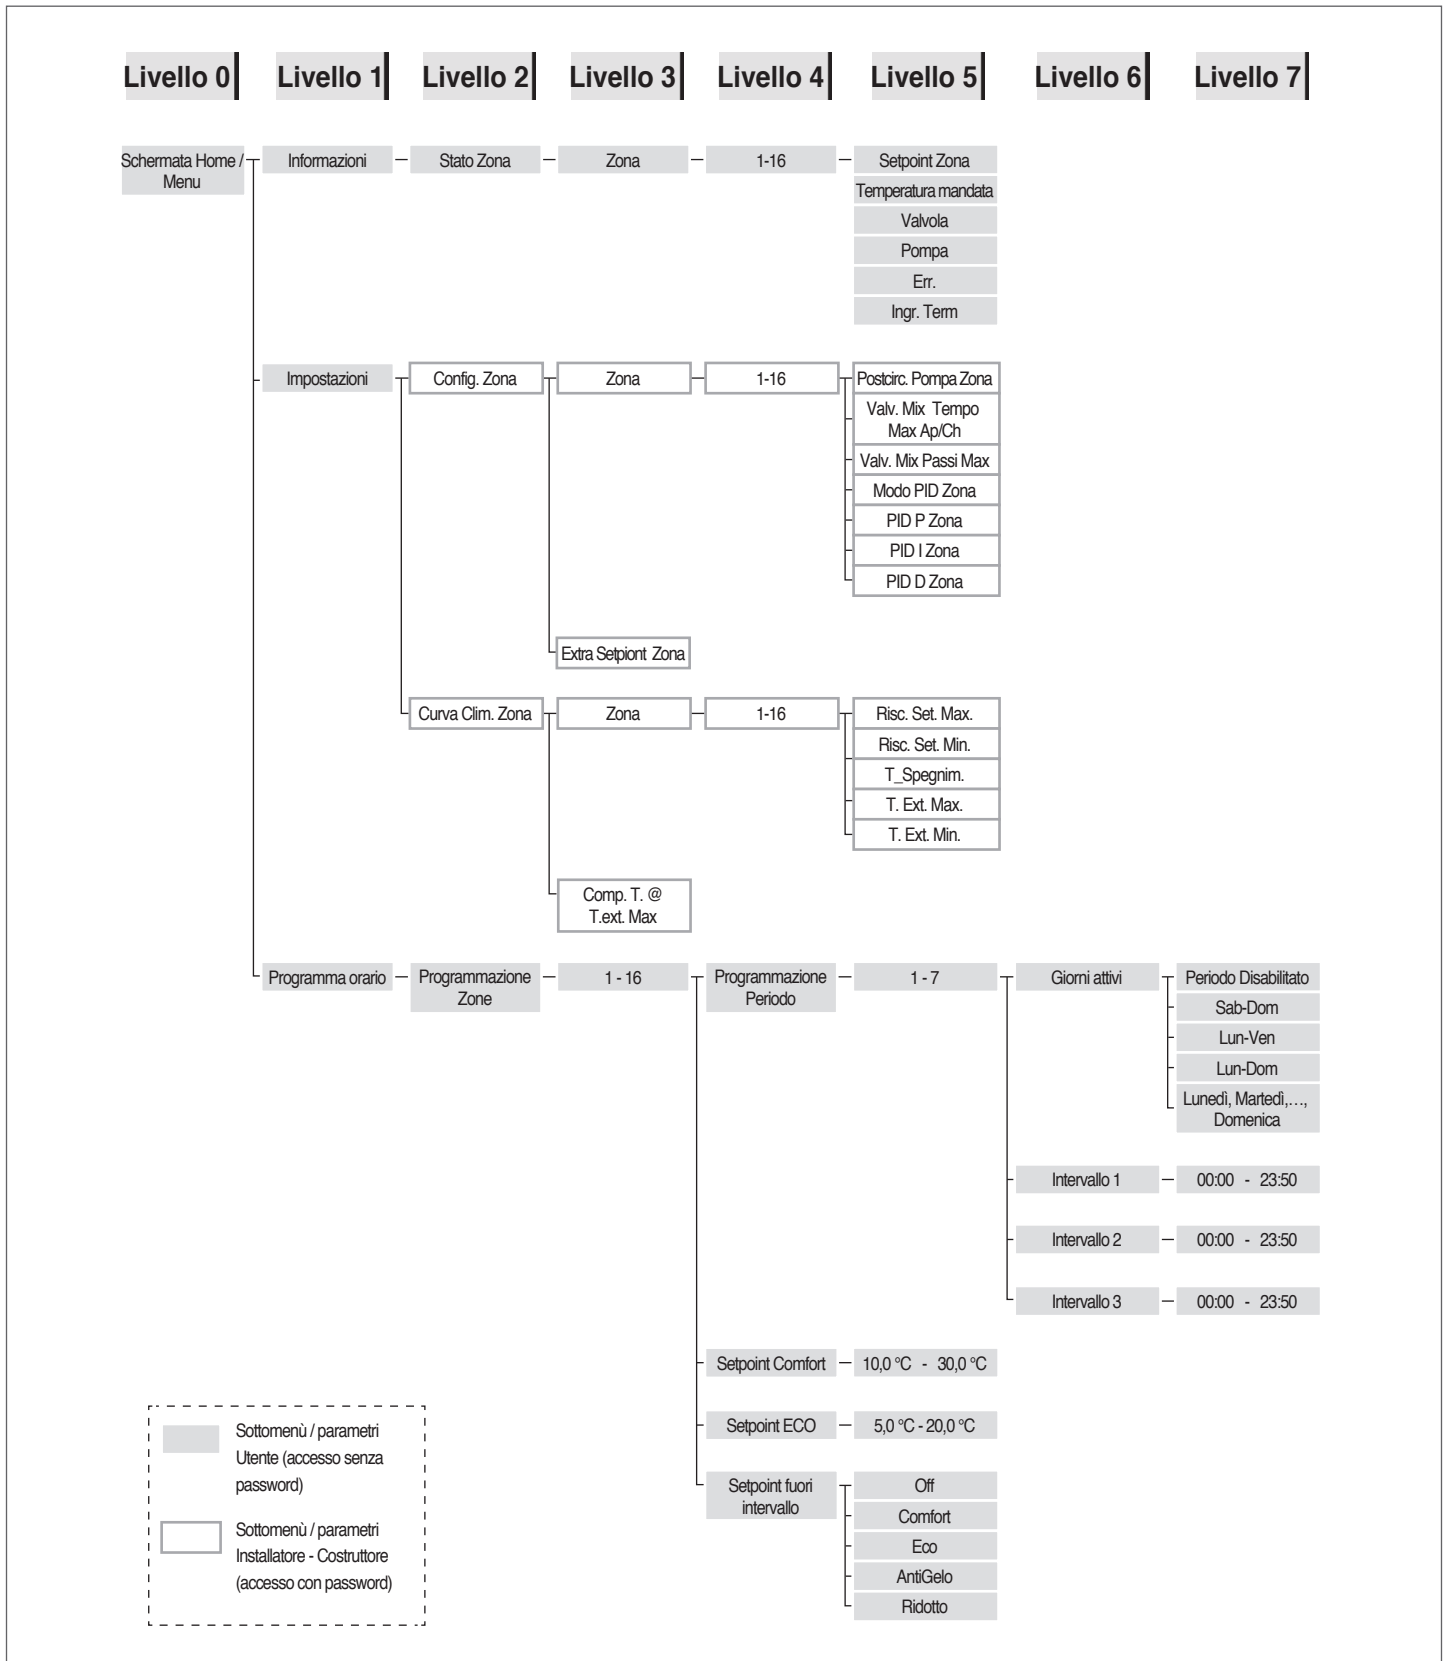 Livello 0 Livello 1 Livello 2 Livello 3 Livello 4 Livello 5 Livello 6 Livello 7
Schermata Home /
Menu
Informazioni Stato Zona Zona 1-16 Setpoint Zona
Temperatura mandata
Valvola
Pompa
Err.
Ingr. Term
Impostazioni Config. Zona Zona 1-16 Postcirc. Pompa Zona
Valv. Mix Tempo
Max Ap/Ch
Valv. Mix Passi Max
Modo PID Zona
PID P Zona
PID I Zona
PID D Zona
Extra Setpiont Zona
Curva Clim. Zona Zona 1-16 Risc. Set. Max.
Risc. Set. Min.
T_Spegnim.
T. Ext. Max.
T. Ext. Min.
Comp. T. @
T.ext. Max
Programma orario Programmazione
Zone
1 - 16 Programmazione
Periodo
1 - 7 Giorni attivi Periodo Disabilitato
Sab-Dom
Lun-Ven
Lun-Dom
Lunedì, Martedì,…,
Domenica
Intervallo 1 00:00 - 23:50
Intervallo 2 00:00 - 23:50
Intervallo 3 00:00 - 23:50
Setpoint Comfort 10,0 °C - 30,0 °C
Setpoint ECO 5,0 °C - 20,0 °C
Setpoint fuori
intervallo
Off
Comfort
Eco
AntiGelo
Ridotto
Sottomenù / parametri
Utente (accesso senza
password)
Sottomenù / parametri
Installatore - Costruttore
(accesso con password)